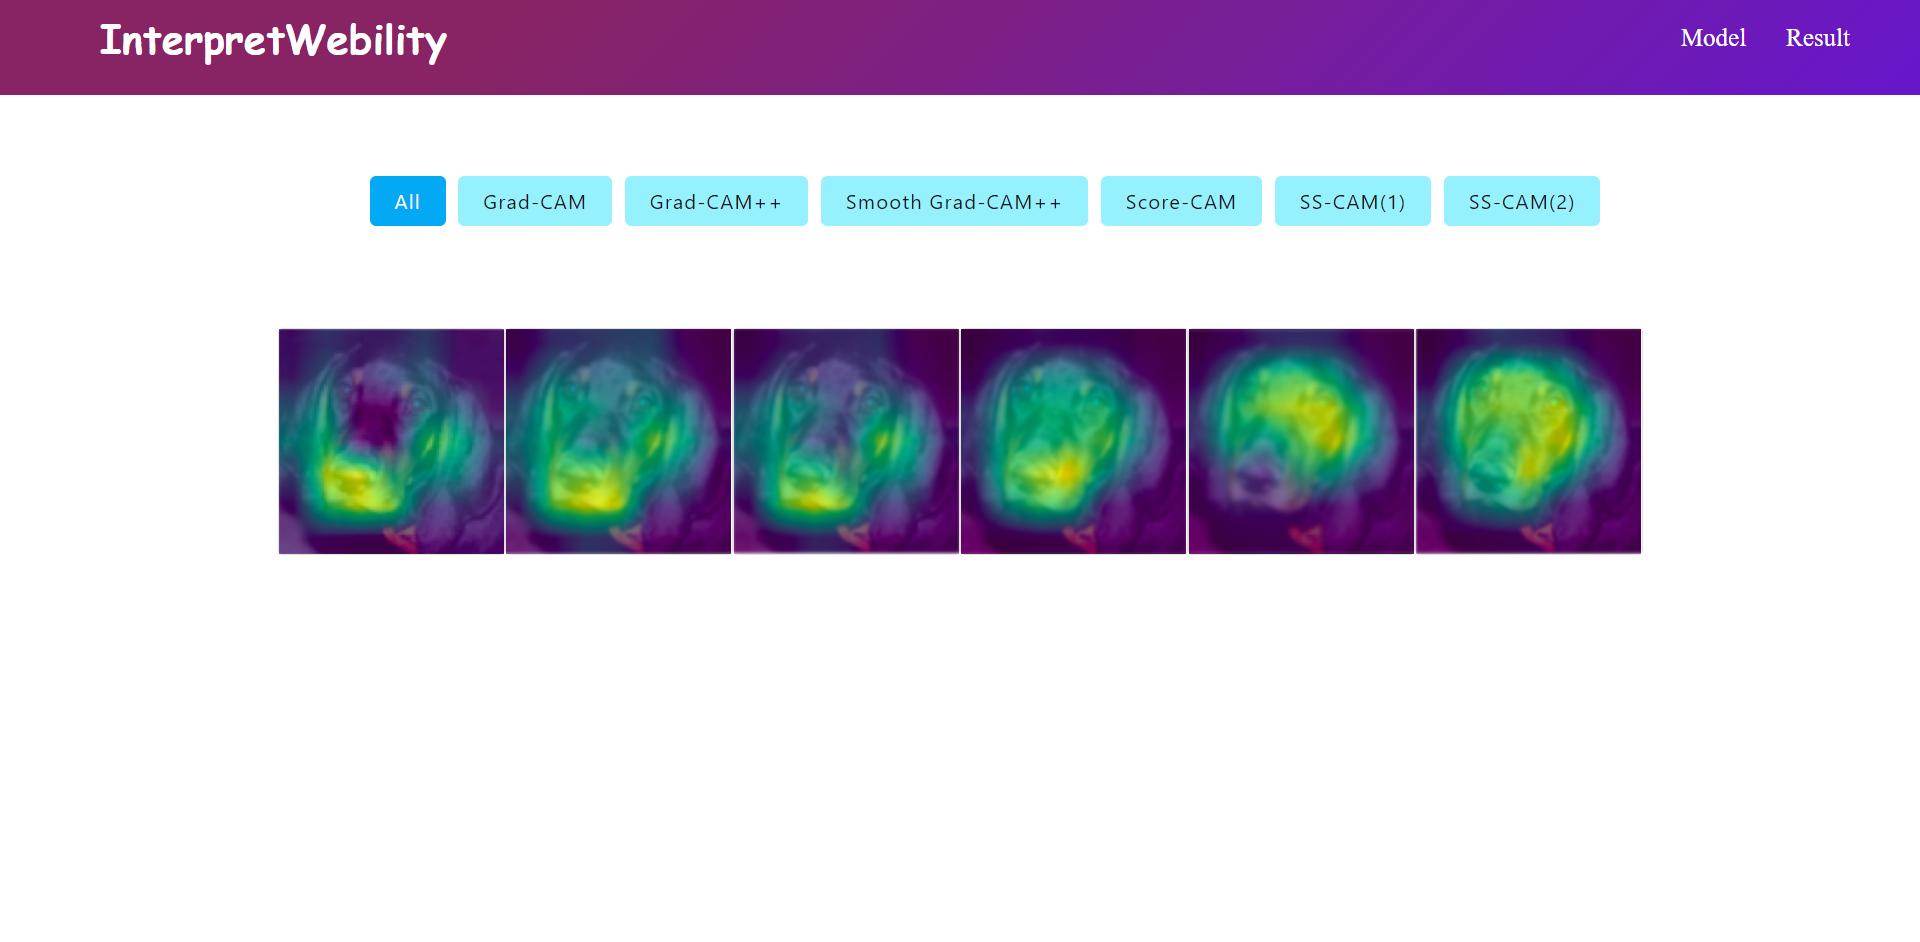 InterpretWebility
Model Result
All Grad-CAM Grad-CAM++ Smooth Grad-CAM++ Score-CAM SS-CAM(1) SS-CAM(2)